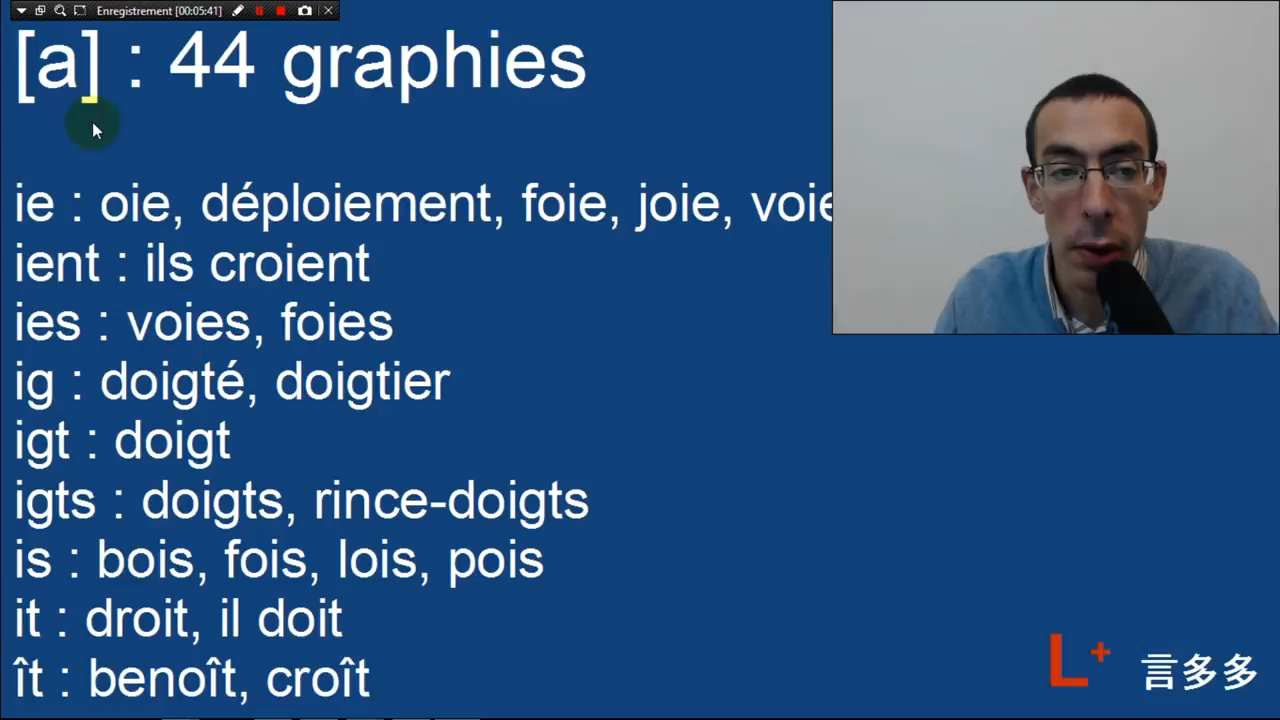 Enregistrement [00:05:41]
[a] : 44 graphies
ie : oie, déploiement, foie, joie, voie
ient : ils croient
ies : voies, foies
ig : doigté, doigtier
igt : doigt
igts : doigts, rince-doigts
is : bois, fois, lois, pois
it : droit, il doit
ît : benoît, croît
L+ 言多多